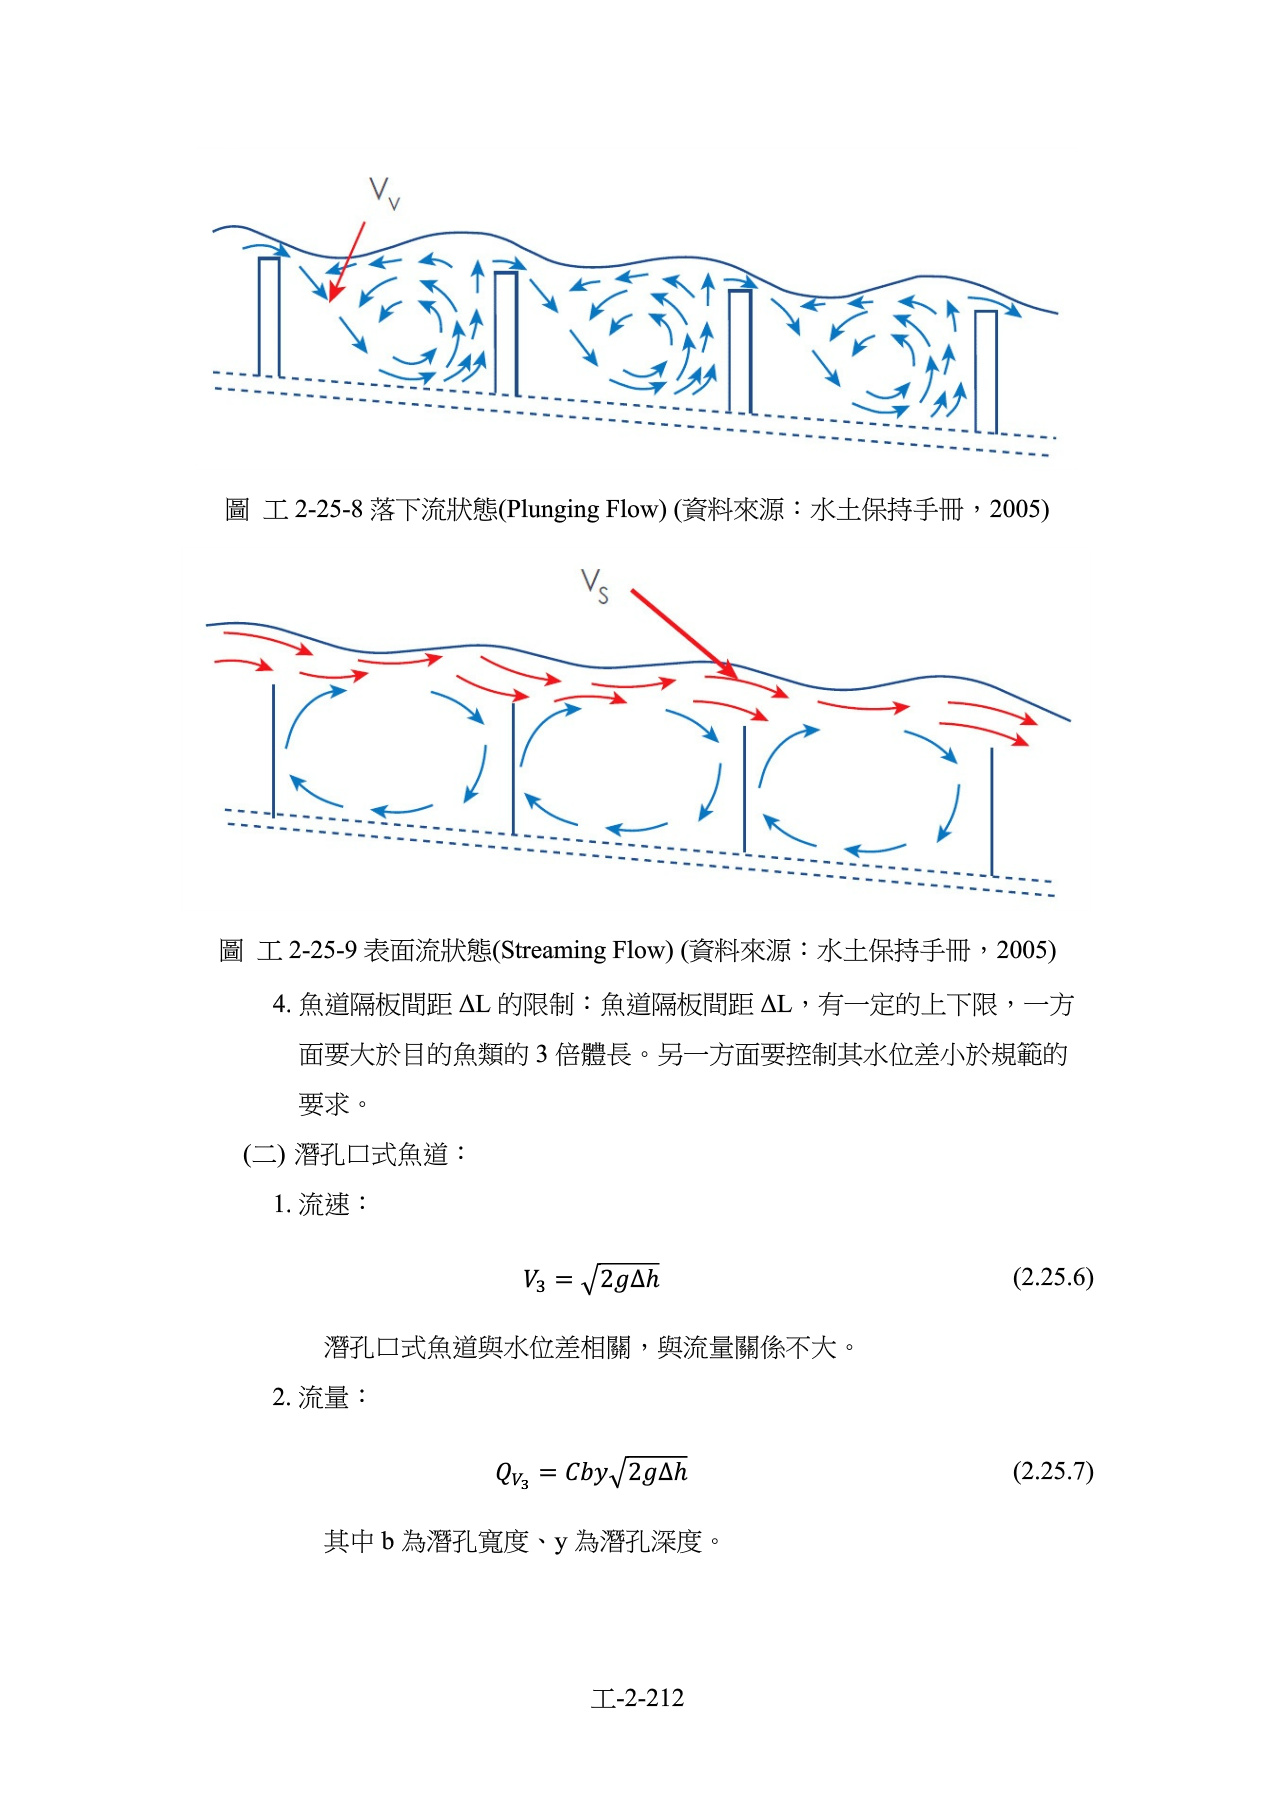 V_V
圖 工 2-25-8 落下流狀態(Plunging Flow) (資料來源：水土保持手冊，2005)
V_S
圖 工 2-25-9 表面流狀態(Streaming Flow) (資料來源：水土保持手冊，2005)
4. 魚道隔板間距 ΔL 的限制：魚道隔板間距 ΔL，有一定的上下限，一方
面要大於目的魚類的 3 倍體長。另一方面要控制其水位差小於規範的
要求。
(二) 潛孔口式魚道：
1. 流速：
V₃ = √(2gΔh) (2.25.6)
潛孔口式魚道與水位差相關，與流量關係不大。
2. 流量：
Q_{V₃} = Cby√(2gΔh) (2.25.7)
其中 b 為潛孔寬度、y 為潛孔深度。
工-2-212